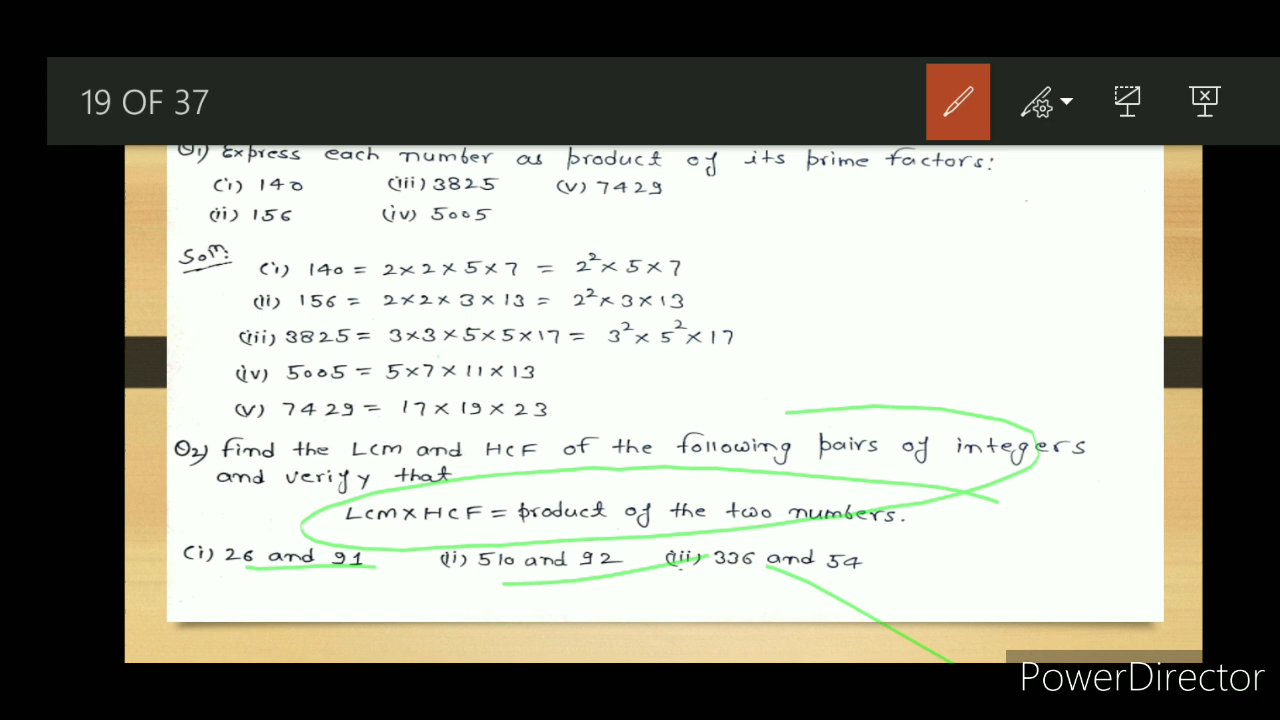 19 OF 37
Q1) Express each number as product of its prime factors:
(i) 140 (iii) 3825 (v) 7429
(ii) 156 (iv) 5005
Soln:
(i) 140 = 2×2×5×7 = 2²×5×7
(ii) 156 = 2×2×3×13 = 2²×3×13
(iii) 3825 = 3×3×5×5×17 = 3²×5²×17
(iv) 5005 = 5×7×11×13
(v) 7429 = 17×19×23
Q2) find the Lcm and HCF of the following pairs of integers
and verify that
Lcm×HCF = product of the two numbers.
(i) 26 and 91 (ii) 510 and 92 (iii) 336 and 54
PowerDirector